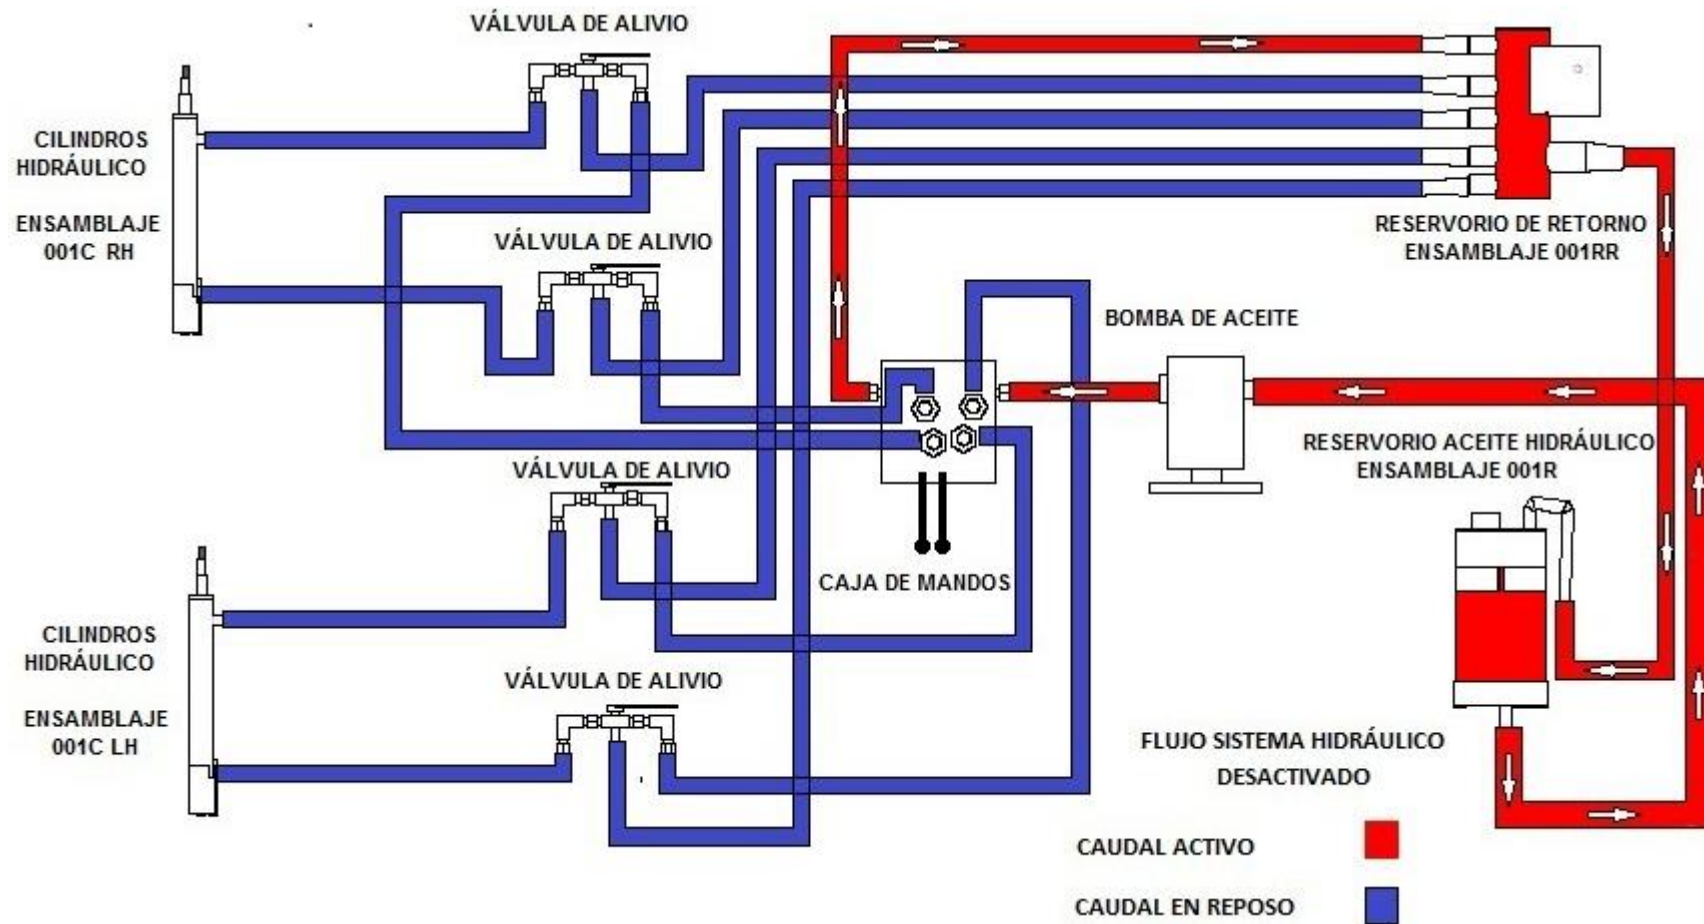 VÁLVULA DE ALIVIO
CILINDROS
HIDRÁULICO
ENSAMBLAJE
001C RH
RESERVORIO DE RETORNO
ENSAMBLAJE 001RR
VÁLVULA DE ALIVIO
BOMBA DE ACEITE
RESERVORIO ACEITE HIDRÁULICO
ENSAMBLAJE 001R
VÁLVULA DE ALIVIO
CAJA DE MANDOS
CILINDROS
HIDRÁULICO
ENSAMBLAJE
001C LH
VÁLVULA DE ALIVIO
FLUJO SISTEMA HIDRÁULICO
DESACTIVADO
CAUDAL ACTIVO
CAUDAL EN REPOSO